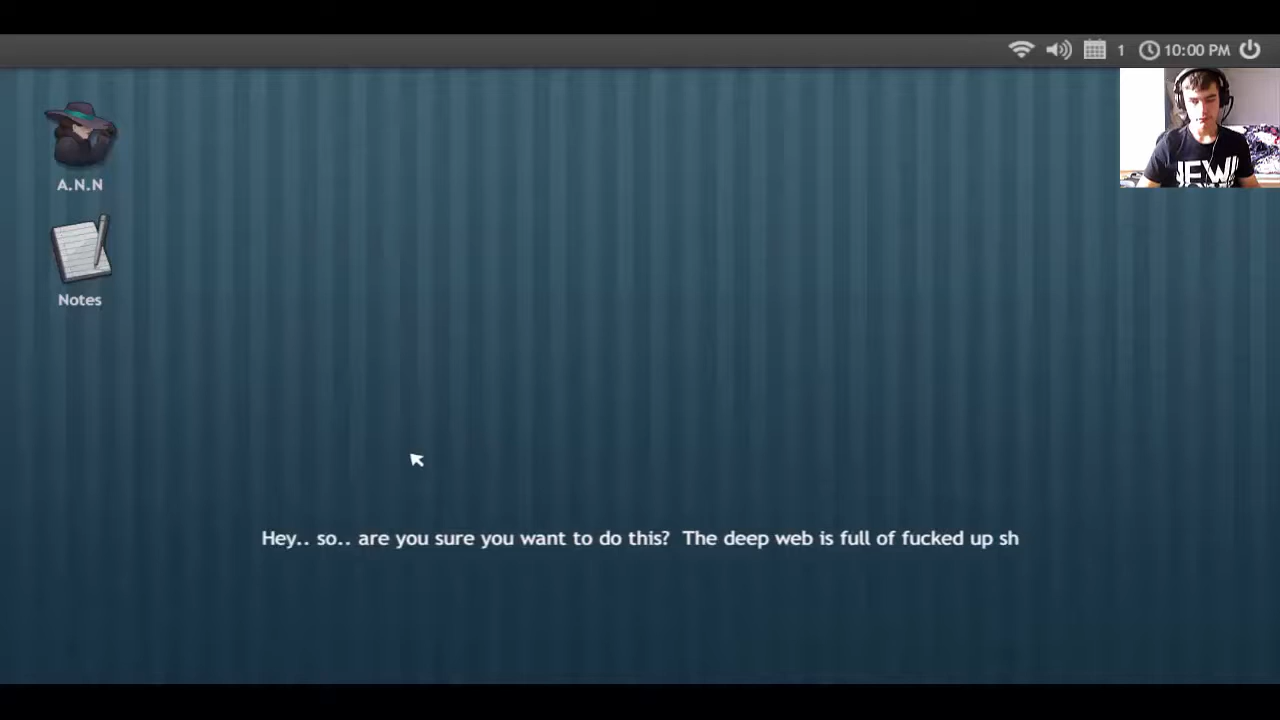 1 10:00 PM
A.N.N
Notes
Hey.. so.. are you sure you want to do this? The deep web is full of fucked up sh